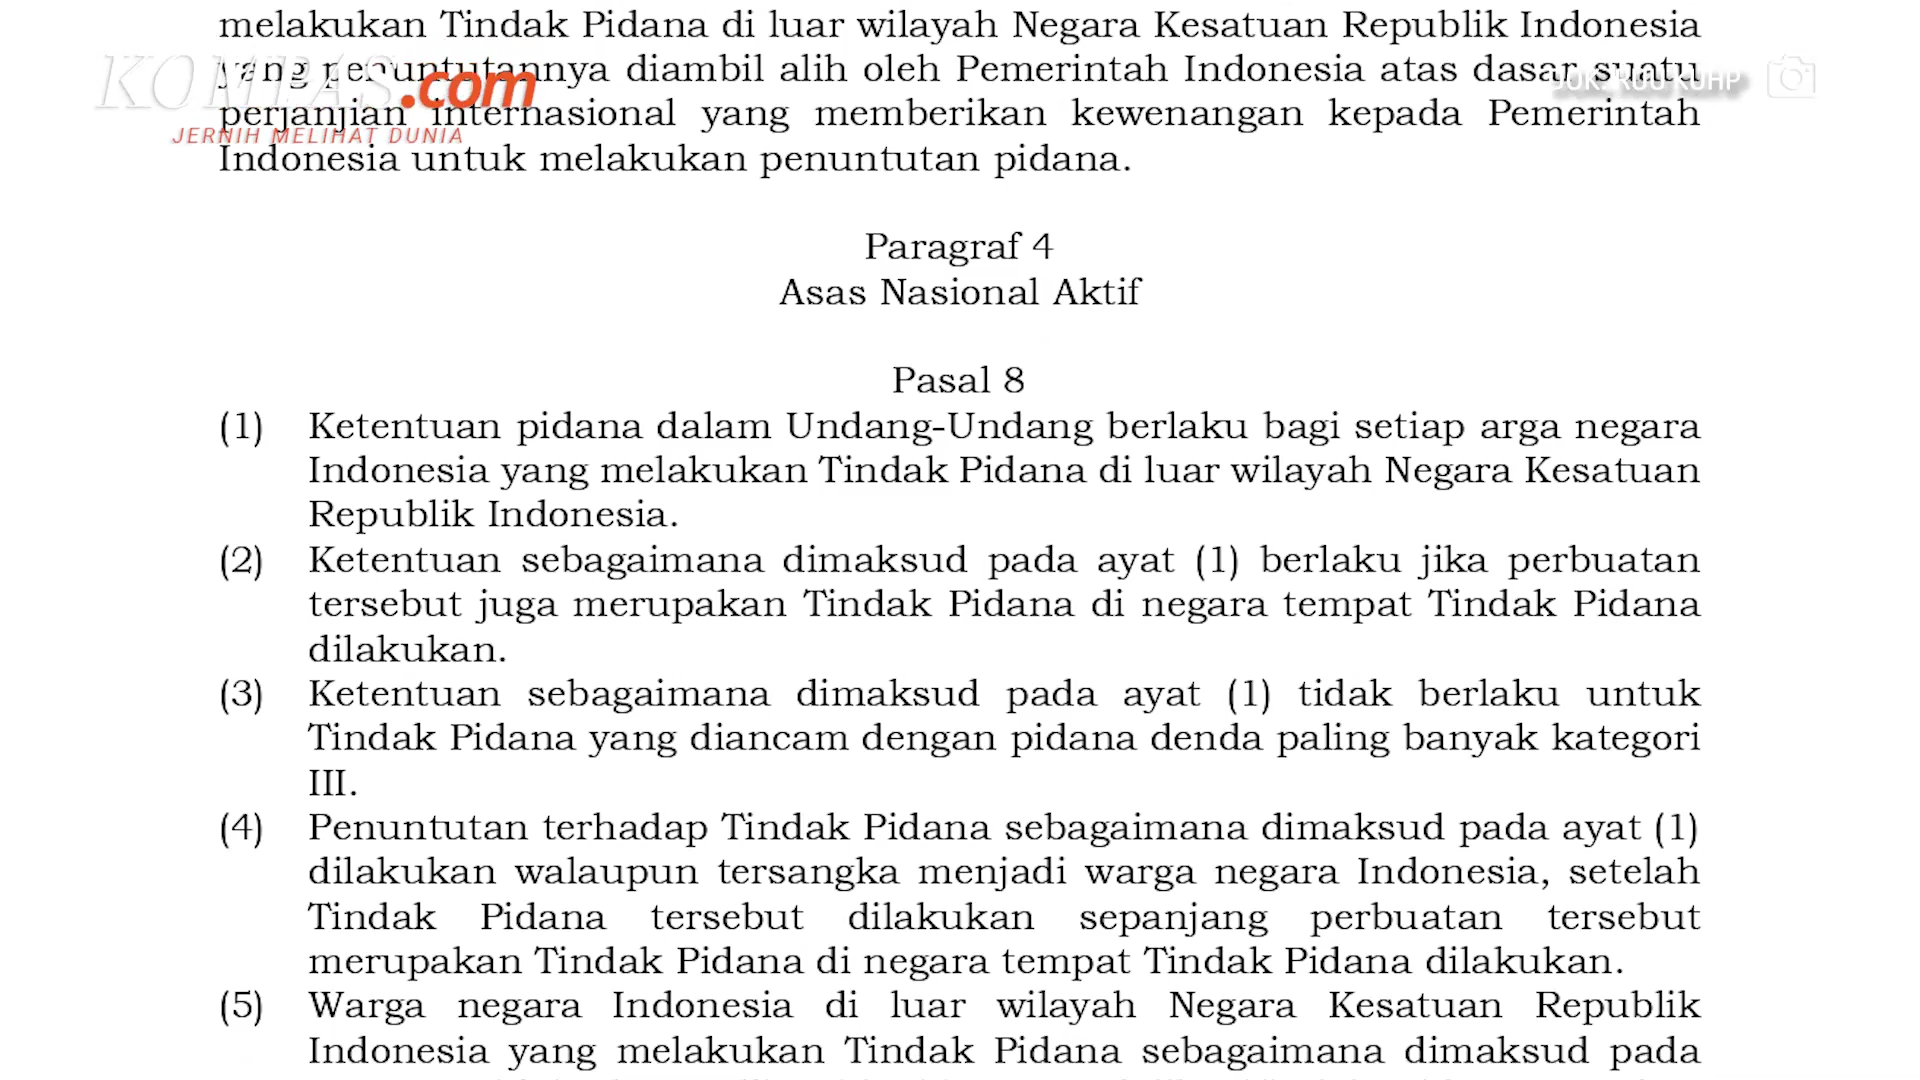 melakukan Tindak Pidana di luar wilayah Negara Kesatuan Republik Indonesia
yang penuntutannya diambil alih oleh Pemerintah Indonesia atas dasar suatu
perjanjian internasional yang memberikan kewenangan kepada Pemerintah
Indonesia untuk melakukan penuntutan pidana.
KOMPAS.com
JERNIH MELIHAT DUNIA
DOK. RUU KUHP
Paragraf 4
Asas Nasional Aktif
Pasal 8
(1) Ketentuan pidana dalam Undang-Undang berlaku bagi setiap arga negara
Indonesia yang melakukan Tindak Pidana di luar wilayah Negara Kesatuan
Republik Indonesia.
(2) Ketentuan sebagaimana dimaksud pada ayat (1) berlaku jika perbuatan
tersebut juga merupakan Tindak Pidana di negara tempat Tindak Pidana
dilakukan.
(3) Ketentuan sebagaimana dimaksud pada ayat (1) tidak berlaku untuk
Tindak Pidana yang diancam dengan pidana denda paling banyak kategori
III.
(4) Penuntutan terhadap Tindak Pidana sebagaimana dimaksud pada ayat (1)
dilakukan walaupun tersangka menjadi warga negara Indonesia, setelah
Tindak Pidana tersebut dilakukan sepanjang perbuatan tersebut
merupakan Tindak Pidana di negara tempat Tindak Pidana dilakukan.
(5) Warga negara Indonesia di luar wilayah Negara Kesatuan Republik
Indonesia yang melakukan Tindak Pidana sebagaimana dimaksud pada